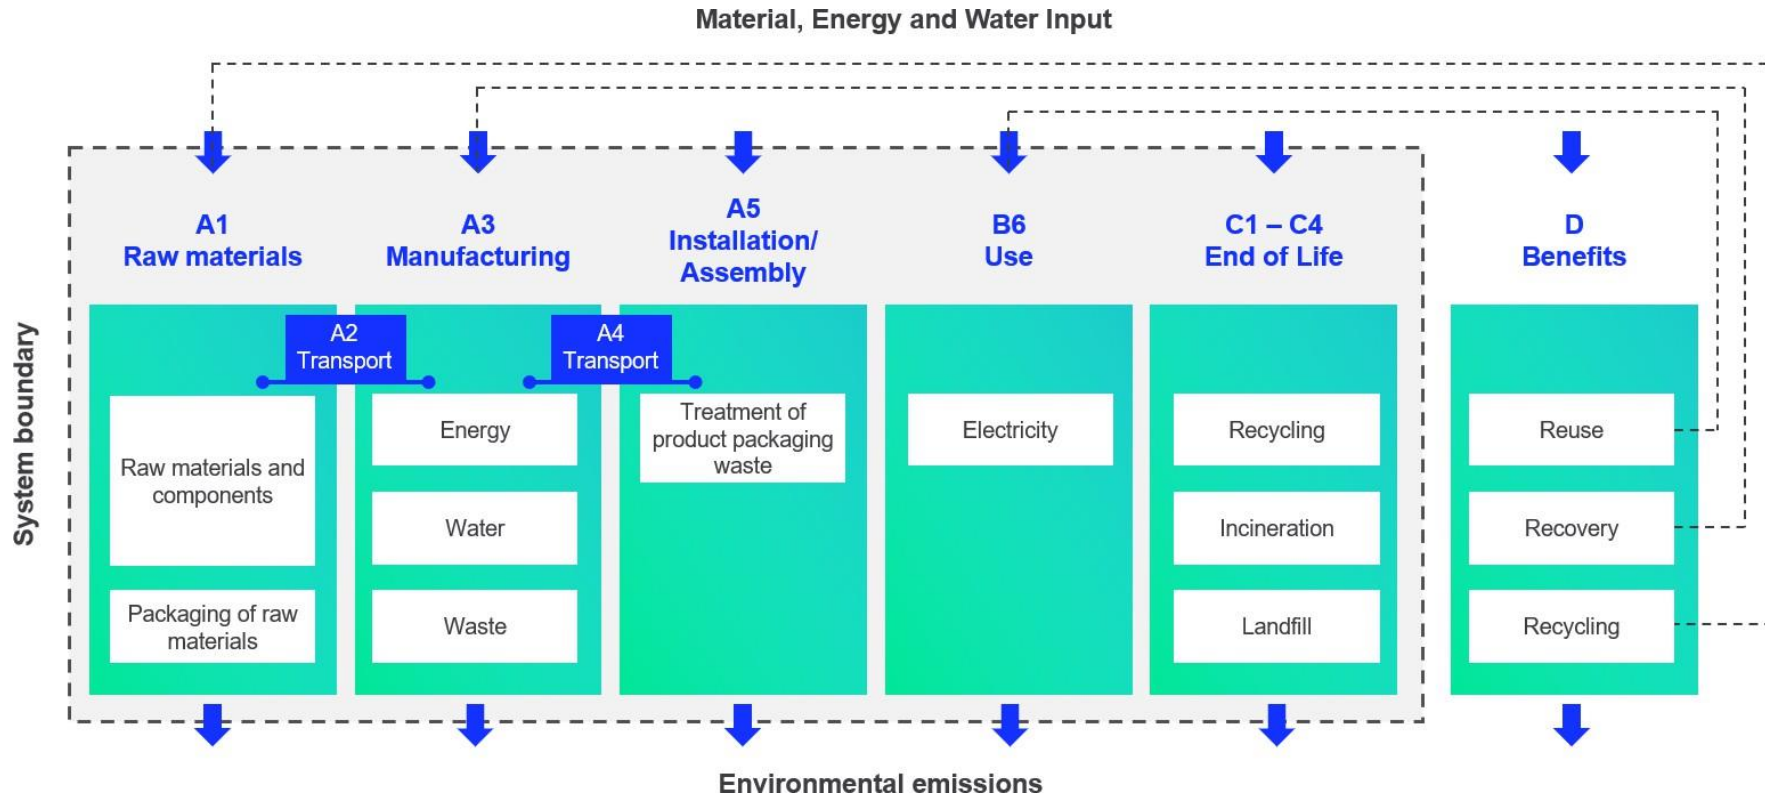 Material, Energy and Water Input
System boundary
A1
Raw materials
A3
Manufacturing
A5
Installation/
Assembly
B6
Use
C1 – C4
End of Life
D
Benefits
A2
Transport
A4
Transport
Raw materials and
components
Packaging of raw
materials
Energy
Water
Waste
Treatment of
product packaging
waste
Electricity
Recycling
Incineration
Landfill
Reuse
Recovery
Recycling
Environmental emissions